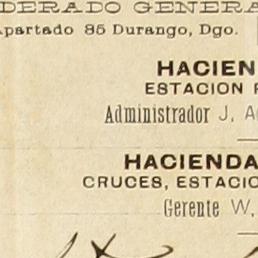 DERADO GENERA
Apartado 85 Durango, Dgo.
HACIEN
ESTACION
Administrador J, A
HACIENDA
CRUCES, ESTACIO
Gerente W,